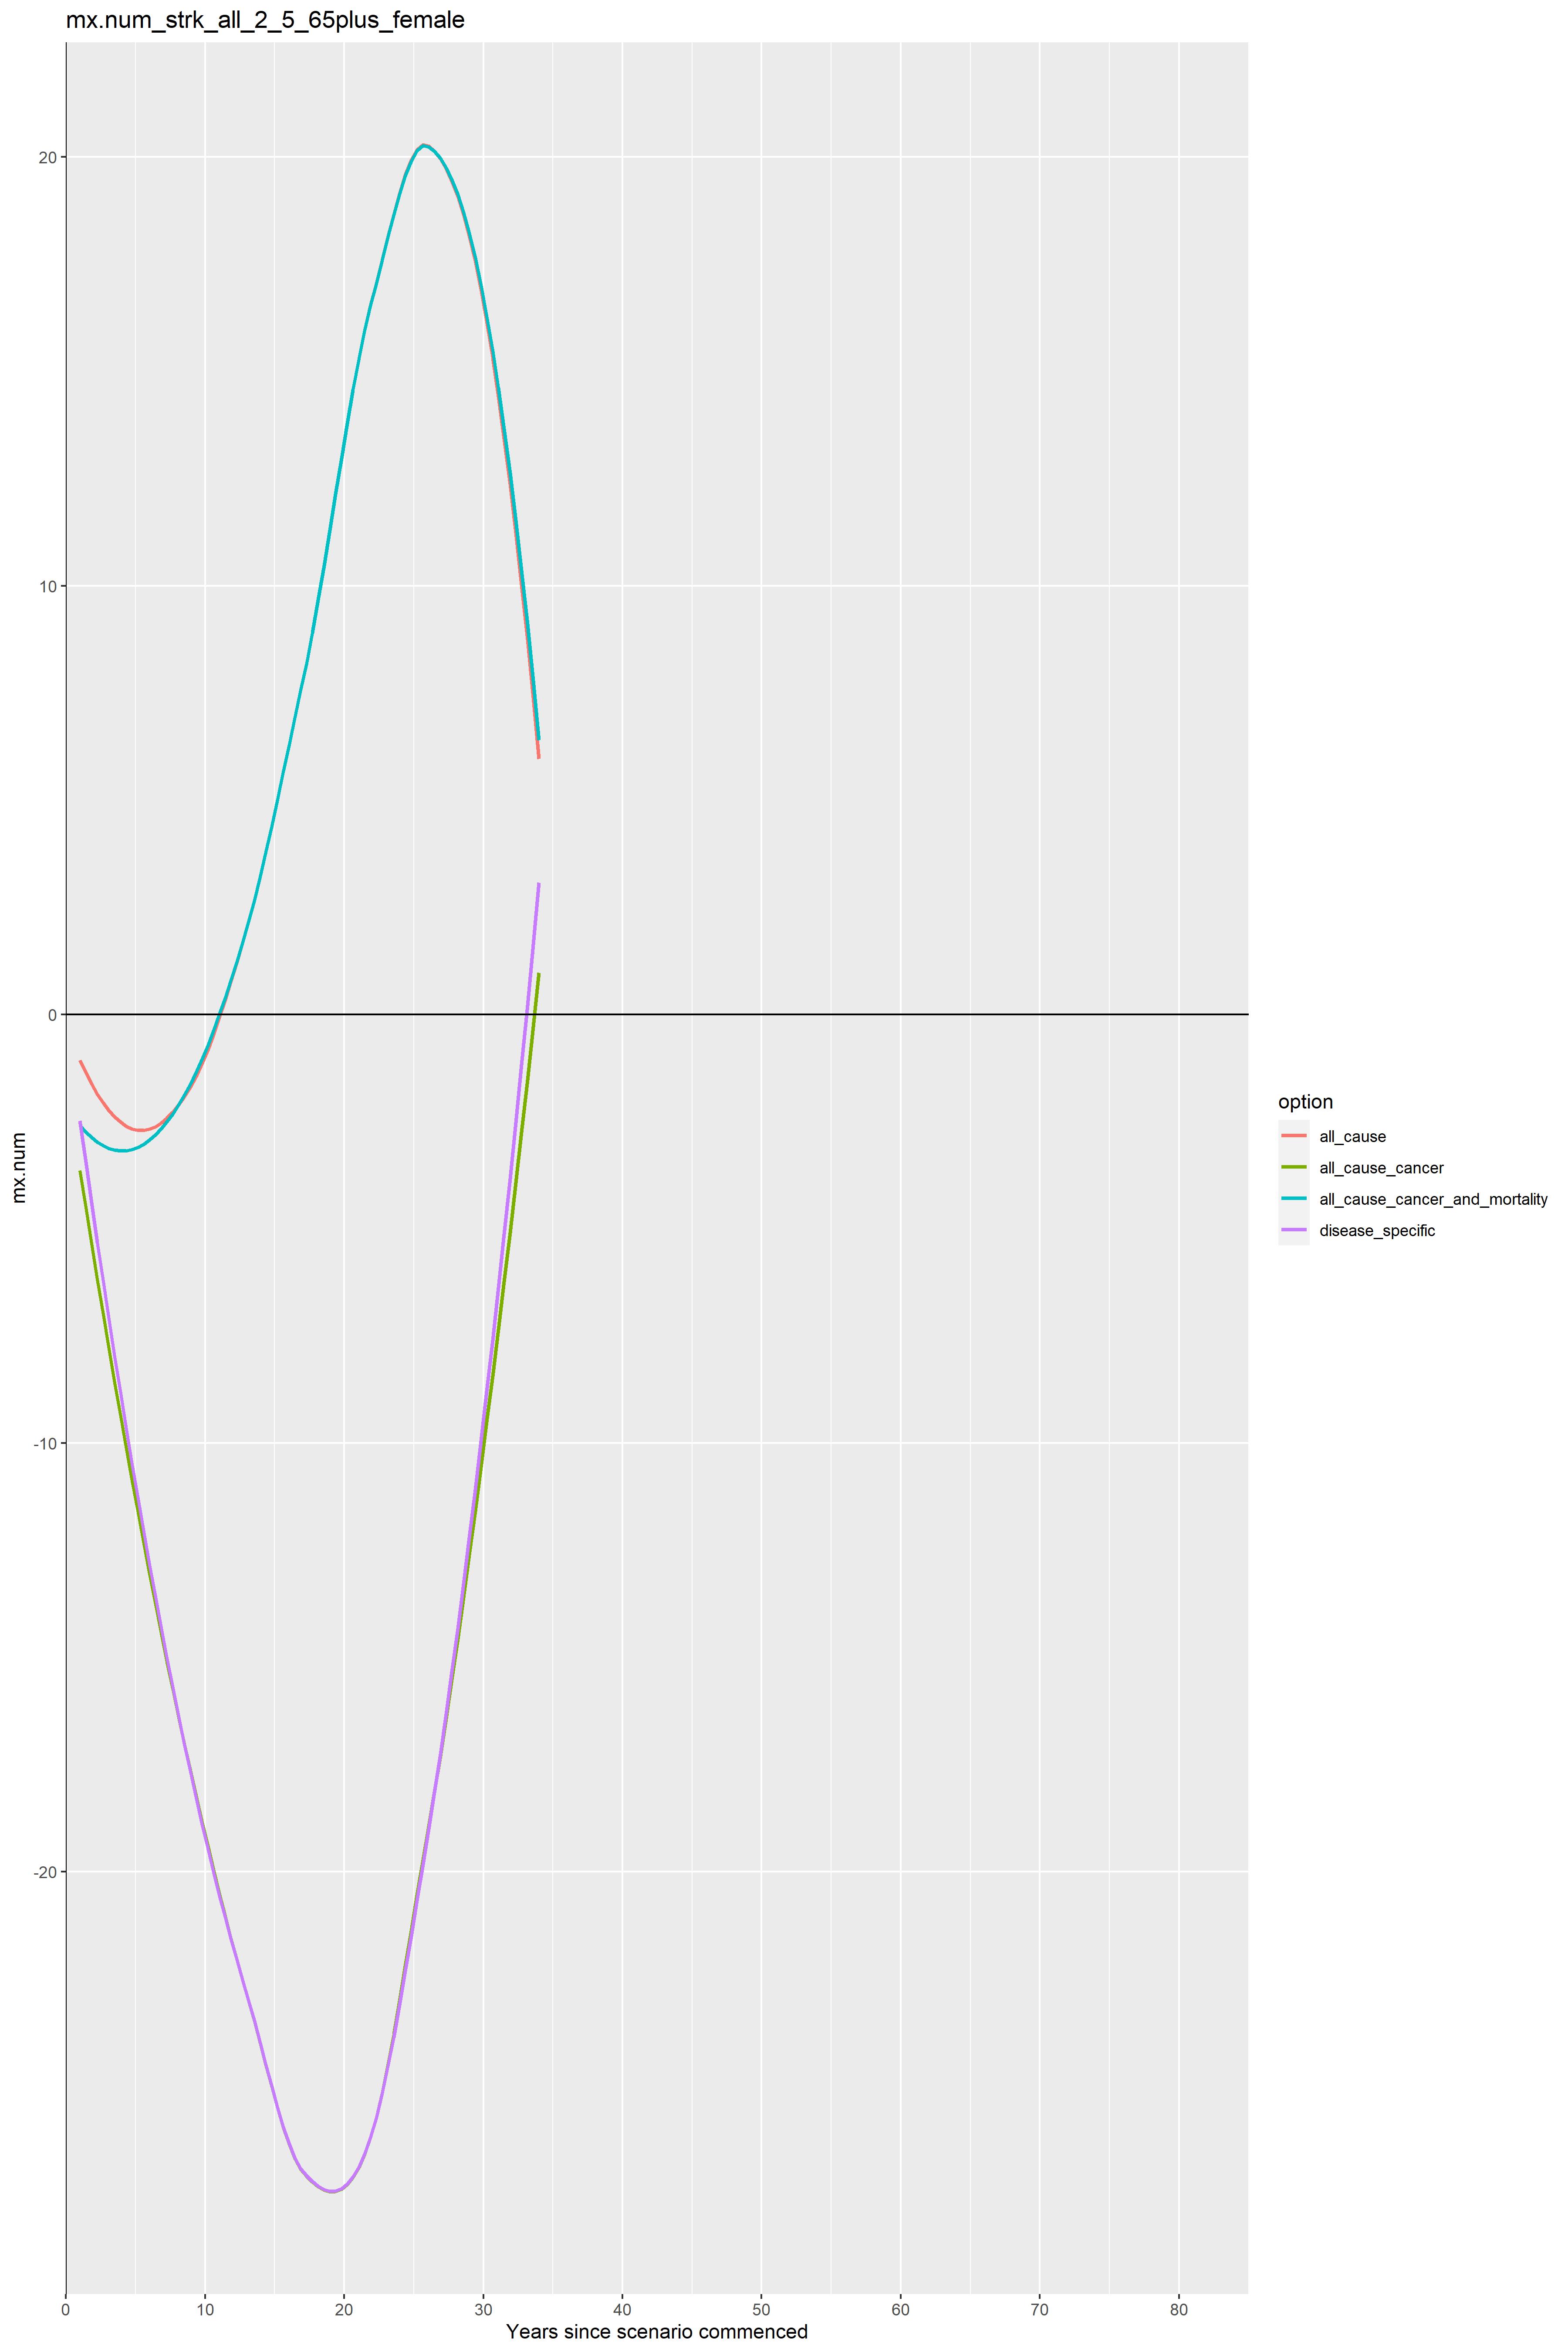 mx.num_strk_all_2_5_65plus_female
20
10
0
-10
-20
mx.num
0 10 20 30 40 50 60 70 80
Years since scenario commenced
option
all_cause
all_cause_cancer
all_cause_cancer_and_mortality
disease_specific